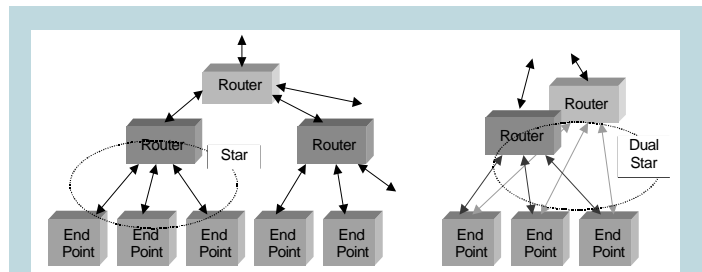 Router
Router
Router
Star
End
Point
End
Point
End
Point
End
Point
End
Point
Router
Router
Dual
Star
End
Point
End
Point
End
Point